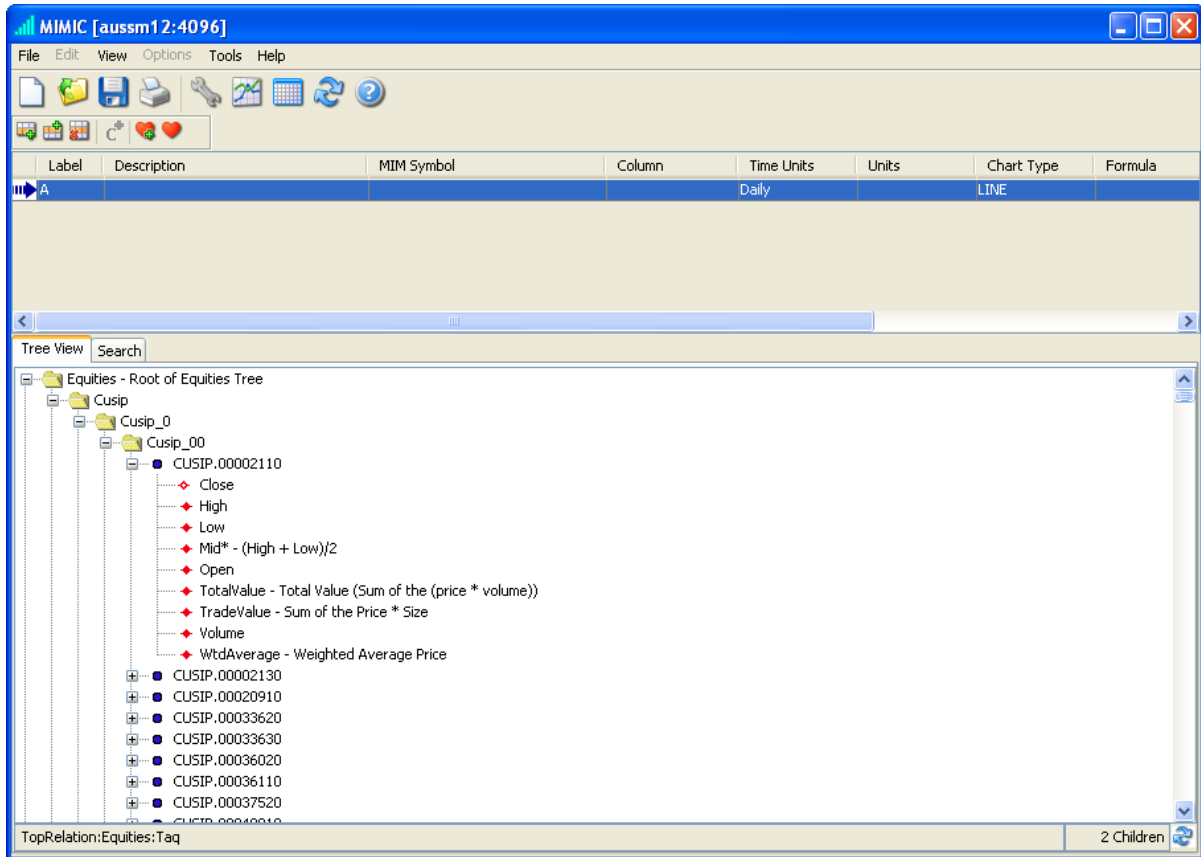 MIMIC [aussm12:4096]
File Edit View Options Tools Help
Label Description MIM Symbol Column Time Units Units Chart Type Formula
A Daily LINE
Tree View Search
Equities - Root of Equities Tree
Cusip
Cusip_0
Cusip_00
CUSIP.00002110
Close
High
Low
Mid* - (High + Low)/2
Open
TotalValue - Total Value (Sum of the (price * volume))
TradeValue - Sum of the Price * Size
Volume
WtdAverage - Weighted Average Price
CUSIP.00002130
CUSIP.00020910
CUSIP.00033620
CUSIP.00033630
CUSIP.00036020
CUSIP.00036110
CUSIP.00037520
TopRelation:Equities:Taq 2 Children